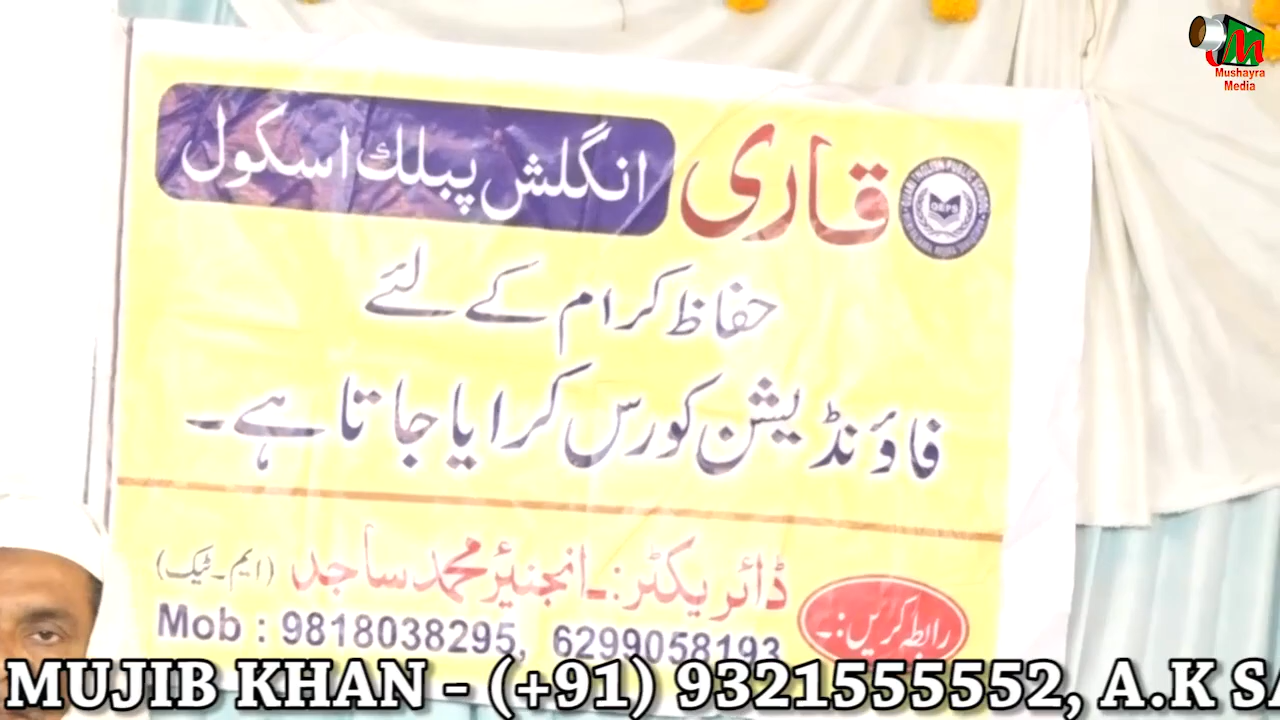 Mushayra
Media
قاری انگلش پبلک اسکول
QEPS
حفاظ کرام کے لئے
فاؤنڈیشن کورس کرایا جاتا ہے۔
ڈائریکٹر:۔ انجنیئر محمد ساجد (ایم۔ٹیک)
رابطہ کریں:۔
Mob : 9818038295, 6299058193
MUJIB KHAN - (+91) 9321555552, A.K SA